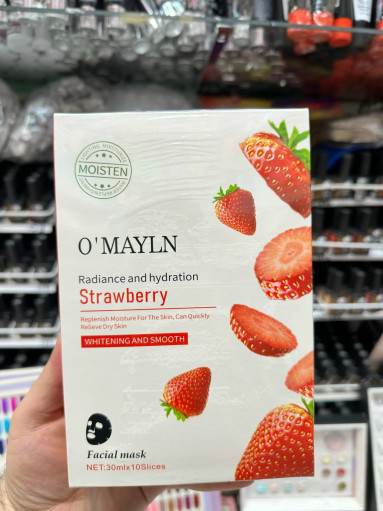 MOISTEN
O'MAYLN
Radiance and hydration
Strawberry
Replenish Moisture For The Skin, Can Quickly
Relieve Dry Skin
WHITENING AND SMOOTH
Facial mask
NET:30mlx10Slices